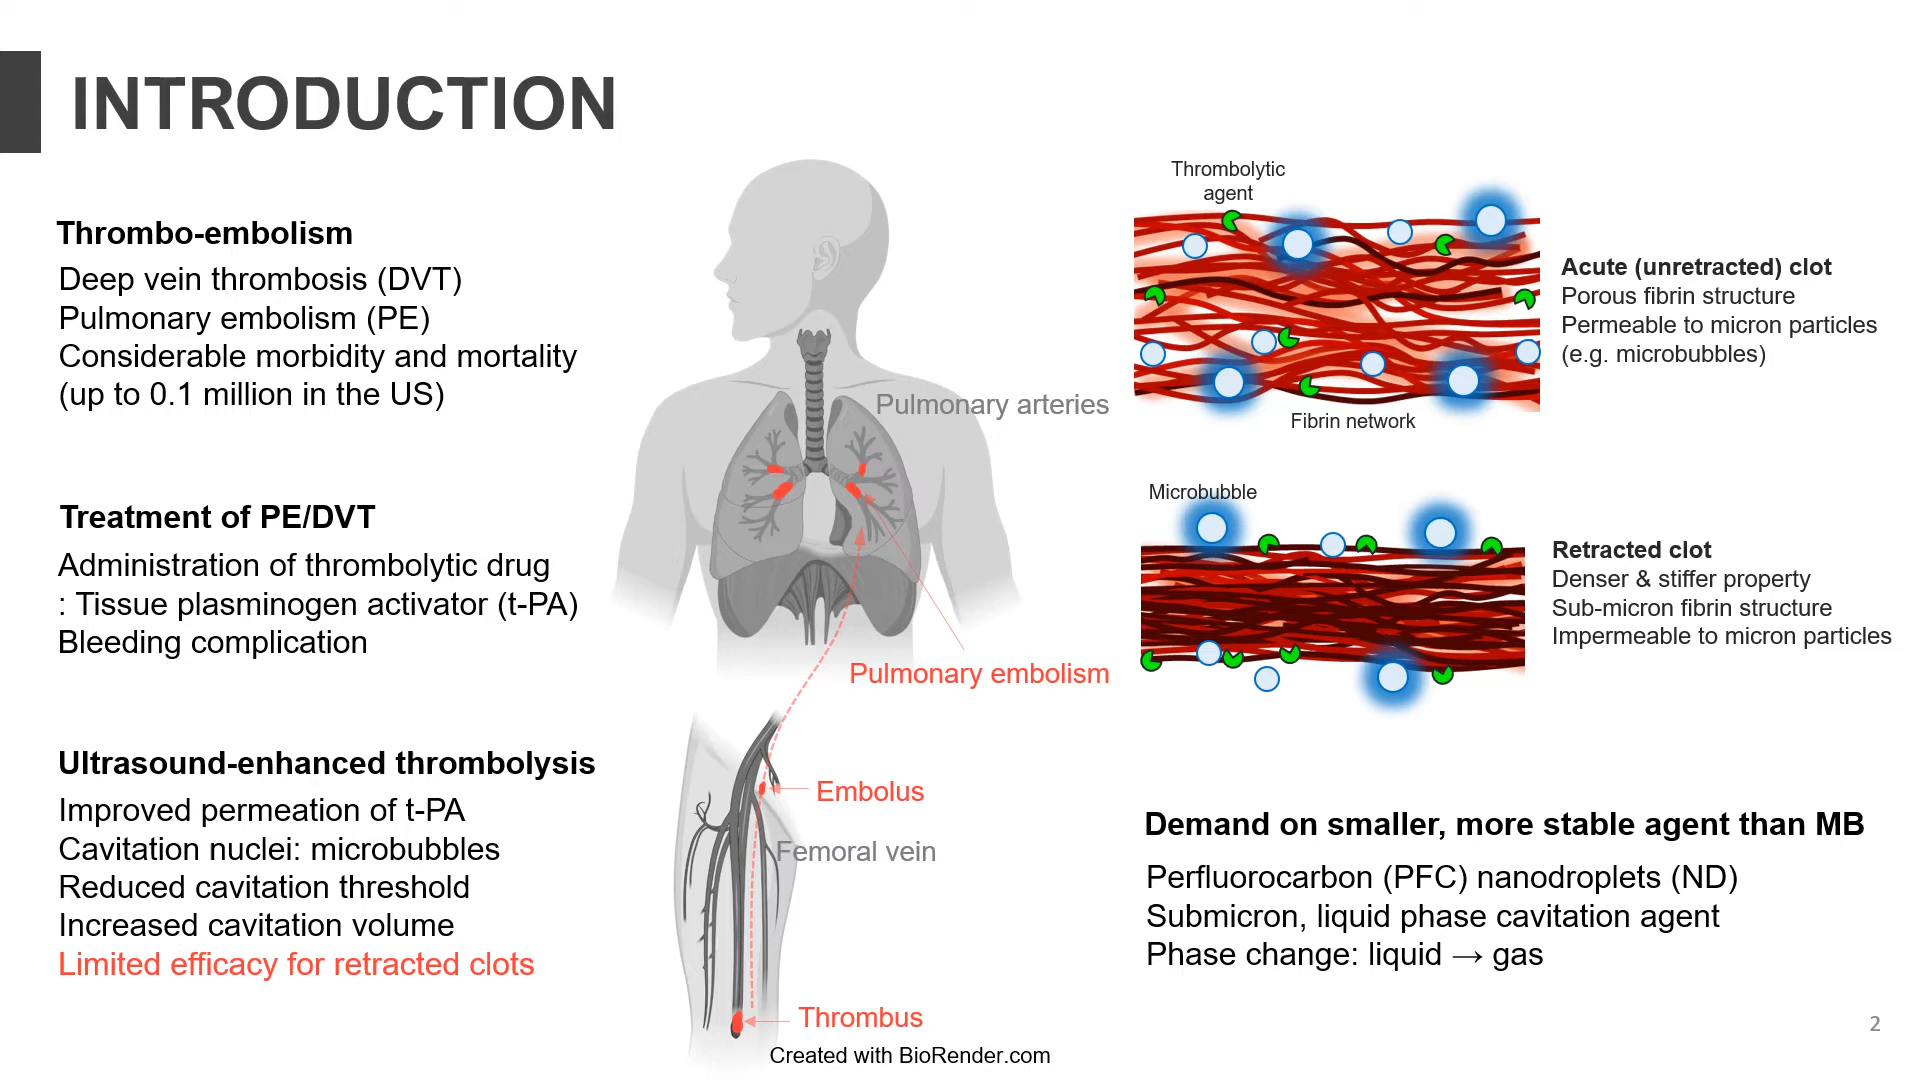 INTRODUCTION
Thrombo-embolism
Deep vein thrombosis (DVT)
Pulmonary embolism (PE)
Considerable morbidity and mortality
(up to 0.1 million in the US)
Treatment of PE/DVT
Administration of thrombolytic drug
: Tissue plasminogen activator (t-PA)
Bleeding complication
Ultrasound-enhanced thrombolysis
Improved permeation of t-PA
Cavitation nuclei: microbubbles
Reduced cavitation threshold
Increased cavitation volume
Limited efficacy for retracted clots
Pulmonary arteries
Pulmonary embolism
Embolus
Femoral vein
Thrombus
Created with BioRender.com
Thrombolytic
agent
Fibrin network
Acute (unretracted) clot
Porous fibrin structure
Permeable to micron particles
(e.g. microbubbles)
Microbubble
Retracted clot
Denser & stiffer property
Sub-micron fibrin structure
Impermeable to micron particles
Demand on smaller, more stable agent than MB
Perfluorocarbon (PFC) nanodroplets (ND)
Submicron, liquid phase cavitation agent
Phase change: liquid → gas
2